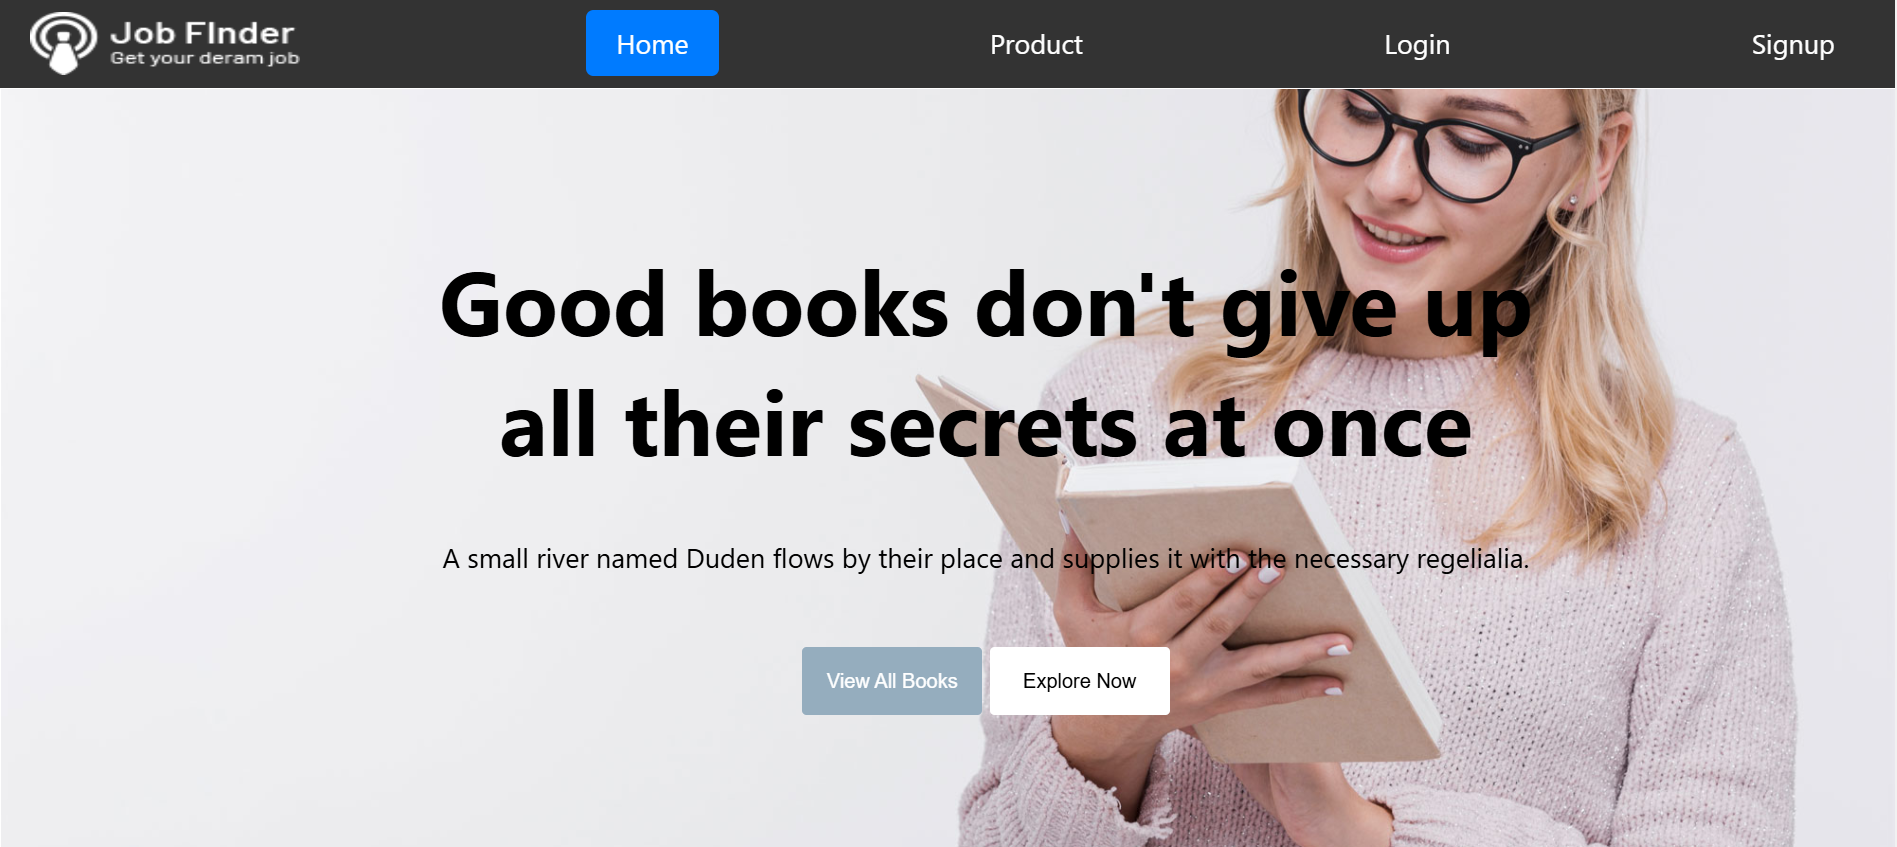 Job FInder
Get your deram job
Home
Product
Login
Signup
Good books don't give up
all their secrets at once
A small river named Duden flows by their place and supplies it with the necessary regelialia.
View All Books
Explore Now